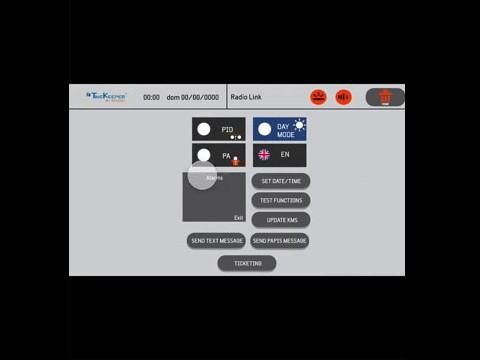 TimeKeeper
00:00 dom 00/00/0000 Radio Link
PID
DAY MODE
PA
EN
Alarms
Exit
SET DATE/TIME
TEST FUNCTIONS
UPDATE KMS
SEND TEXT MESSAGE
SEND PAPIS MESSAGE
TICKETING